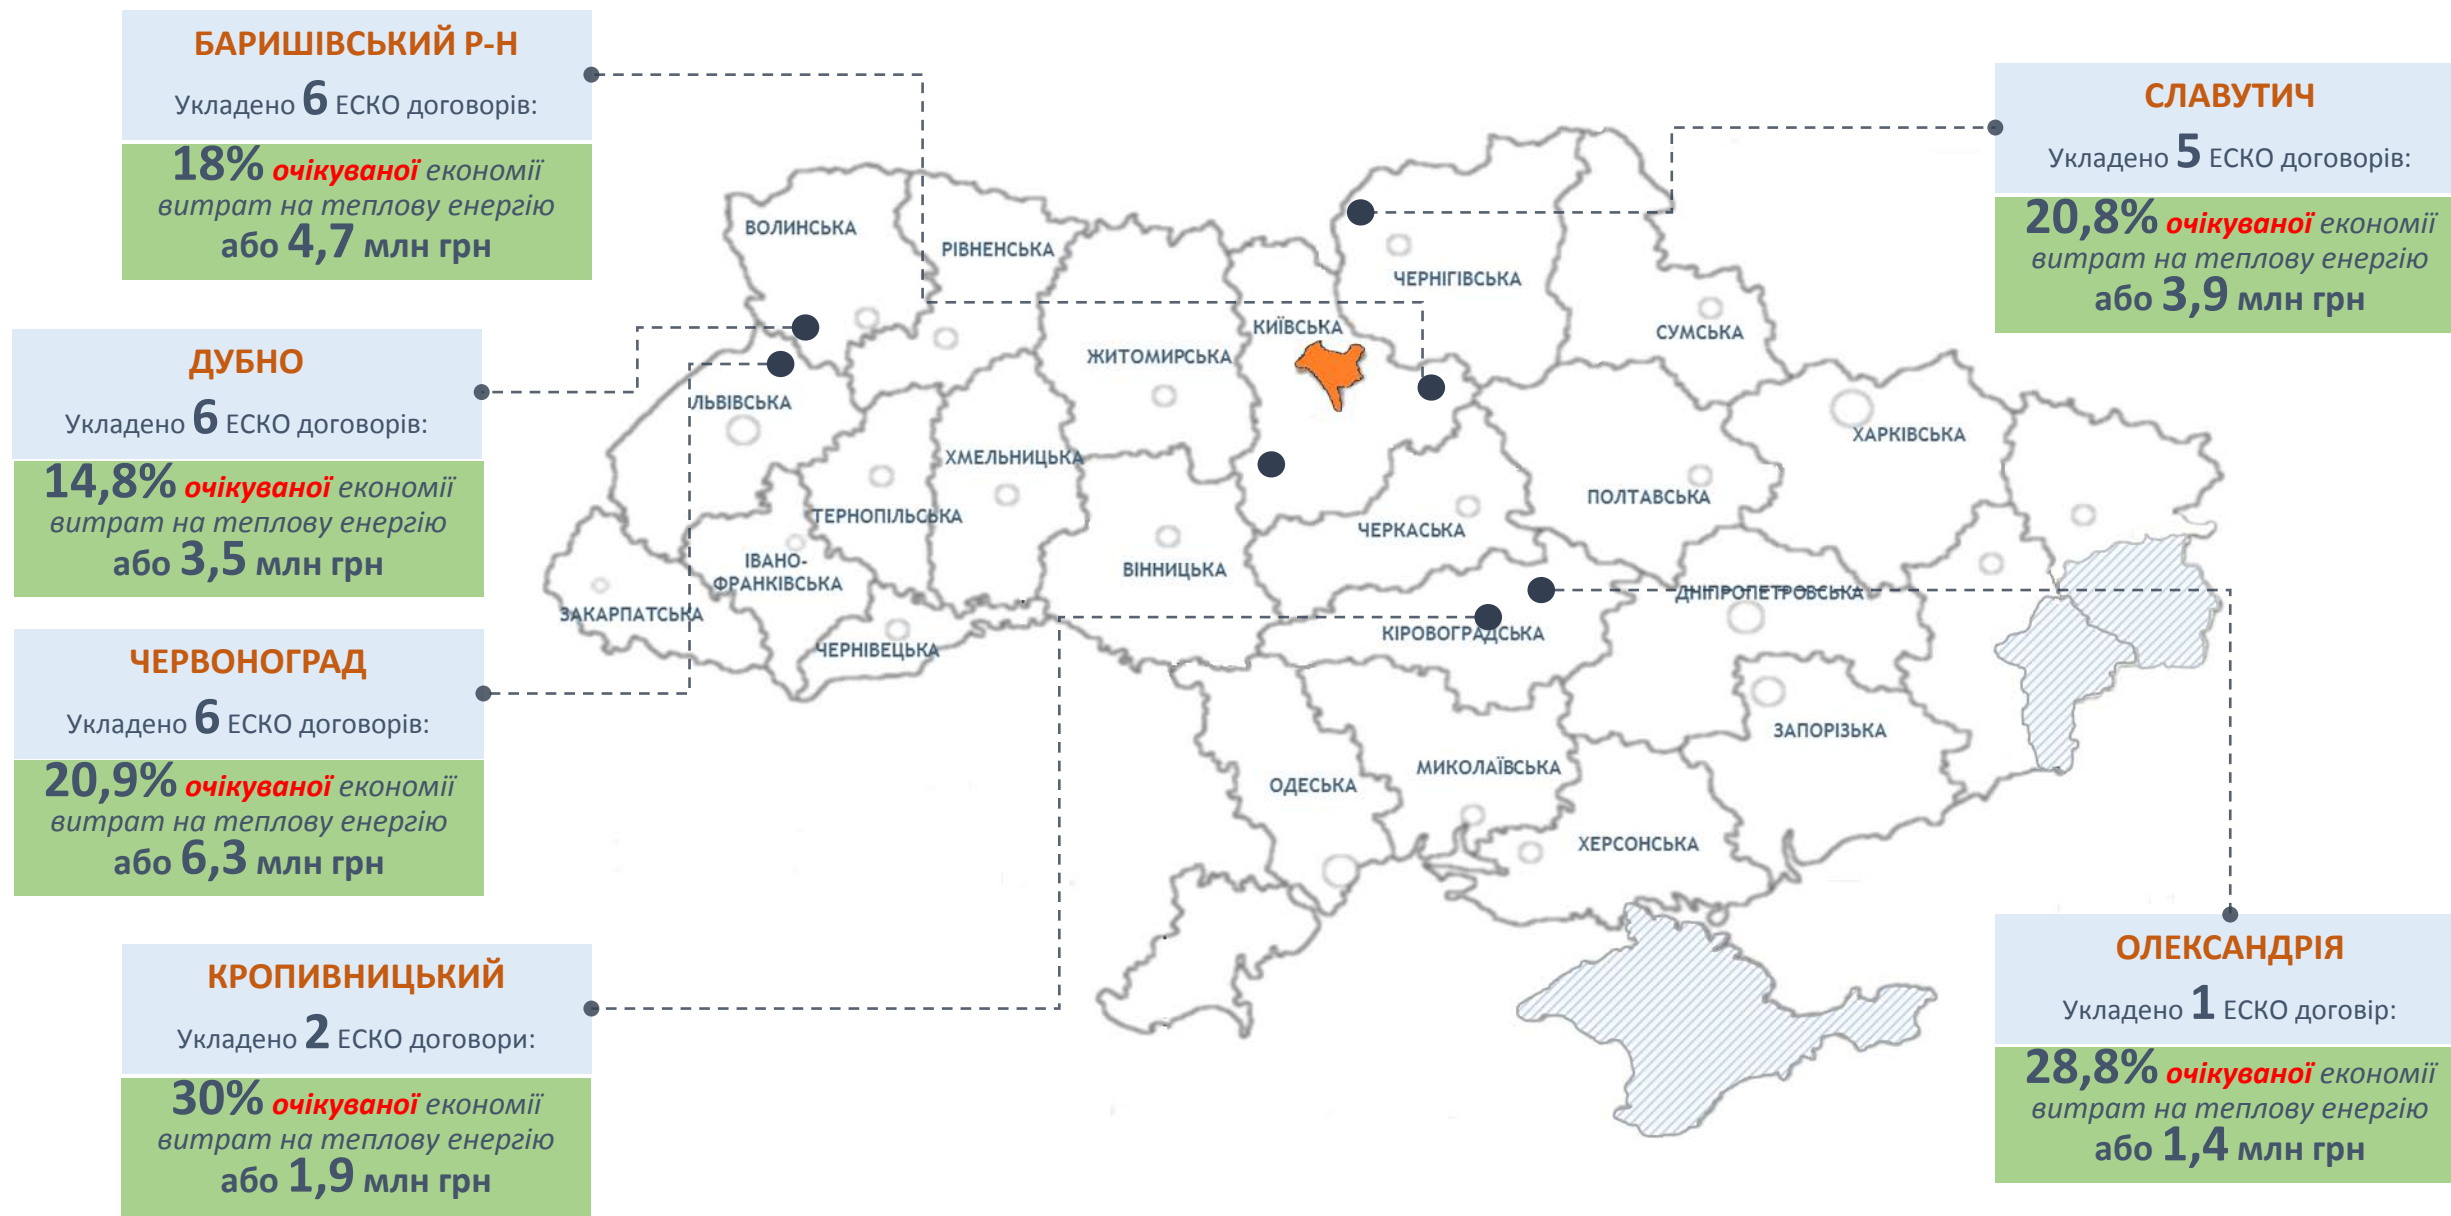 БАРИШІВСЬКИЙ Р-Н
Укладено 6 ЕСКО договорів:
18% очікуваної економії
витрат на теплову енергію
або 4,7 млн грн
ДУБНО
Укладено 6 ЕСКО договорів:
14,8% очікуваної економії
витрат на теплову енергію
або 3,5 млн грн
ЧЕРВОНОГРАД
Укладено 6 ЕСКО договорів:
20,9% очікуваної економії
витрат на теплову енергію
або 6,3 млн грн
КРОПИВНИЦЬКИЙ
Укладено 2 ЕСКО договори:
30% очікуваної економії
витрат на теплову енергію
або 1,9 млн грн
ВОЛИНСЬКА
РІВНЕНСЬКА
ЖИТОМИРСЬКА
КИЇВСЬКА
ЧЕРНІГІВСЬКА
СУМСЬКА
ЛЬВІВСЬКА
ХМЕЛЬНИЦЬКА
ТЕРНОПІЛЬСЬКА
ІВАНО-
ФРАНКІВСЬКА
ЗАКАРПАТСЬКА
ЧЕРНІВЕЦЬКА
ВІННИЦЬКА
ЧЕРКАСЬКА
ПОЛТАВСЬКА
ХАРКІВСЬКА
КІРОВОГРАДСЬКА
ДНІПРОПЕТРОВСЬКА
ОДЕСЬКА
МИКОЛАЇВСЬКА
ЗАПОРІЗЬКА
ХЕРСОНСЬКА
СЛАВУТИЧ
Укладено 5 ЕСКО договорів:
20,8% очікуваної економії
витрат на теплову енергію
або 3,9 млн грн
ОЛЕКСАНДРІЯ
Укладено 1 ЕСКО договір:
28,8% очікуваної економії
витрат на теплову енергію
або 1,4 млн грн